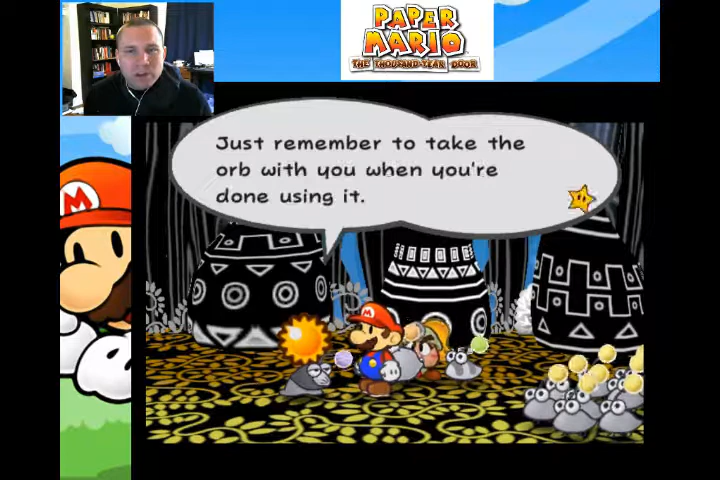 PAPER
MARIO
THE THOUSAND-YEAR DOOR
Just remember to take the
orb with you when you're
done using it.
M
M